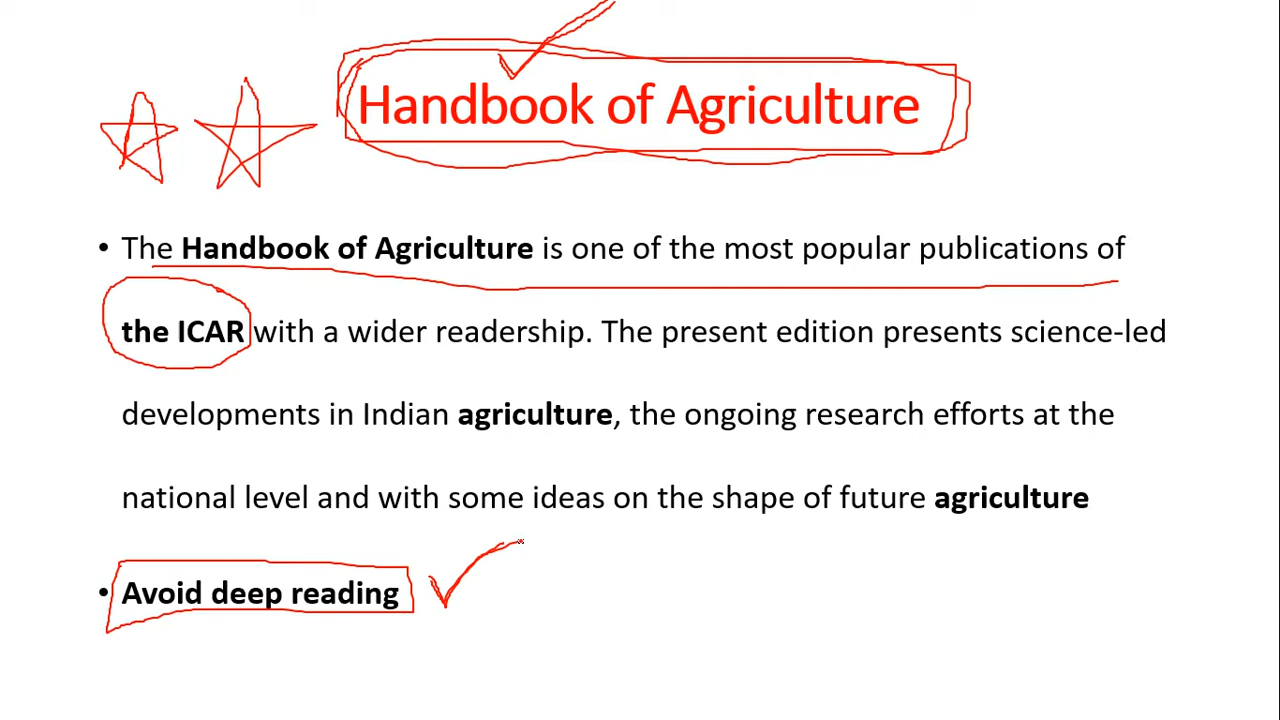 Handbook of Agriculture
• The Handbook of Agriculture is one of the most popular publications of
the ICAR with a wider readership. The present edition presents science-led
developments in Indian agriculture, the ongoing research efforts at the
national level and with some ideas on the shape of future agriculture
• Avoid deep reading